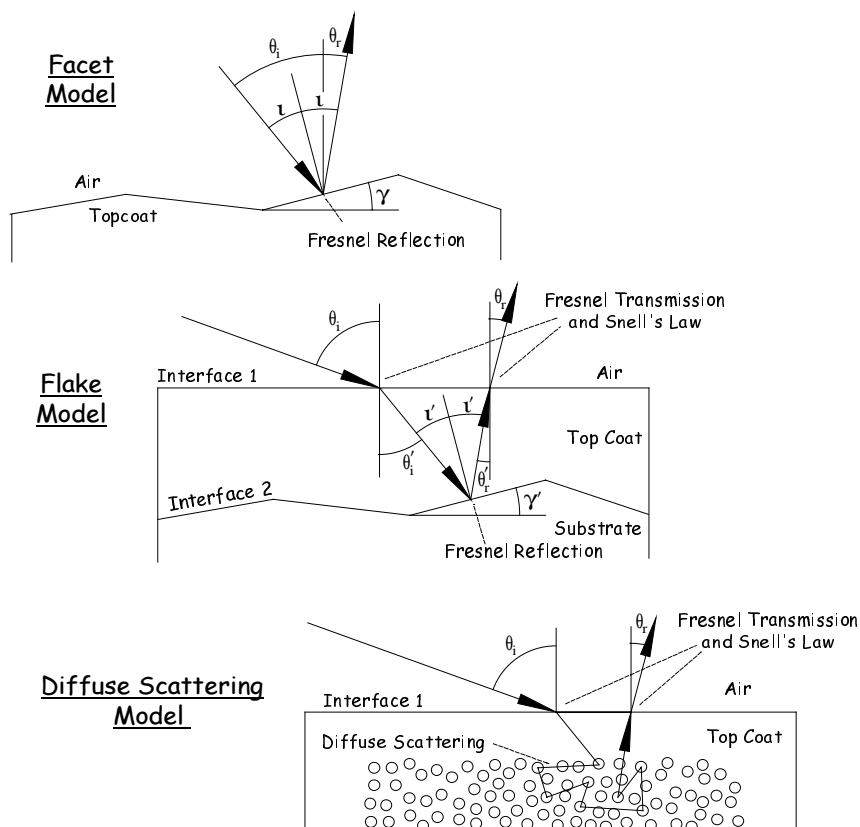 Facet
Model
θi
θr
ι
ι
Air
Topcoat
γ
Fresnel Reflection
Flake
Model
θi
θr
Fresnel Transmission
and Snell's Law
Interface 1
Air
ι′
ι′
Top Coat
θ′i
θ′r
Interface 2
γ′
Substrate
Fresnel Reflection
Diffuse Scattering
Model
θi
θr
Fresnel Transmission
and Snell's Law
Interface 1
Air
Diffuse Scattering
Top Coat